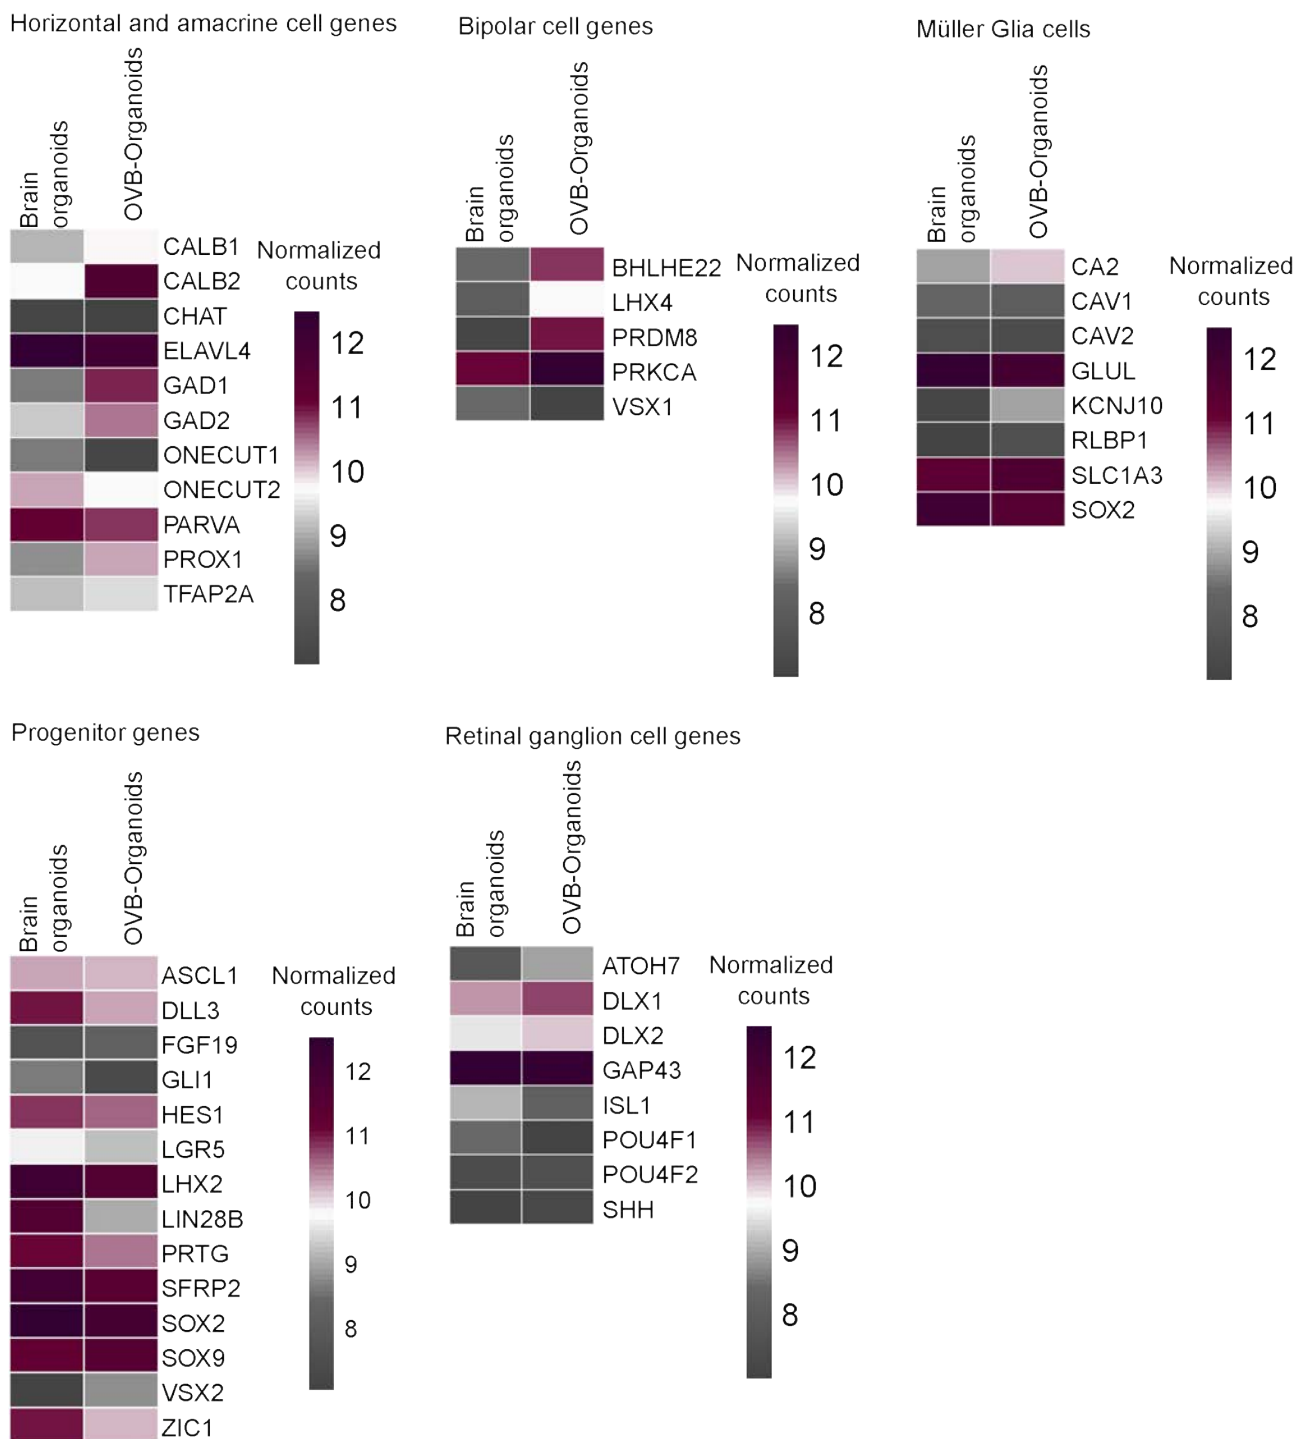 Horizontal and amacrine cell genes
Brain
organoids
OVB-Organoids
CALB1
CALB2
CHAT
ELAVL4
GAD1
GAD2
ONECUT1
ONECUT2
PARVA
PROX1
TFAP2A
Normalized
counts
12
11
10
9
8
Bipolar cell genes
Brain
organoids
OVB-Organoids
BHLHE22
LHX4
PRDM8
PRKCA
VSX1
Normalized
counts
12
11
10
9
8
Müller Glia cells
Brain
organoids
OVB-Organoids
CA2
CAV1
CAV2
GLUL
KCNJ10
RLBP1
SLC1A3
SOX2
Normalized
counts
12
11
10
9
8
Progenitor genes
Brain
organoids
OVB-Organoids
ASCL1
DLL3
FGF19
GLI1
HES1
LGR5
LHX2
LIN28B
PRTG
SFRP2
SOX2
SOX9
VSX2
ZIC1
Normalized
counts
12
11
10
9
8
Retinal ganglion cell genes
Brain
organoids
OVB-Organoids
ATOH7
DLX1
DLX2
GAP43
ISL1
POU4F1
POU4F2
SHH
Normalized
counts
12
11
10
9
8